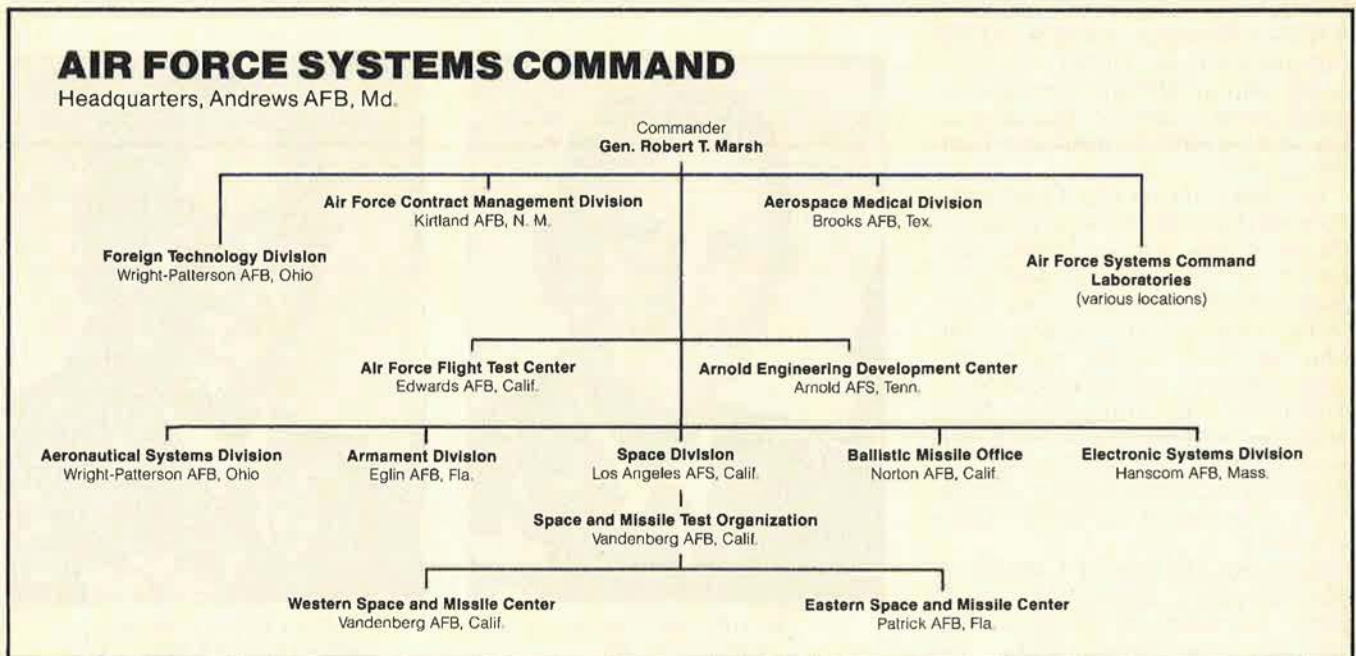 AIR FORCE SYSTEMS COMMAND
Headquarters, Andrews AFB, Md.
Commander
Gen. Robert T. Marsh
Air Force Contract Management Division
Kirtland AFB, N. M.
Aerospace Medical Division
Brooks AFB, Tex.
Foreign Technology Division
Wright-Patterson AFB, Ohio
Air Force Systems Command
Laboratories
(various locations)
Air Force Flight Test Center
Edwards AFB, Calif.
Arnold Engineering Development Center
Arnold AFS, Tenn.
Aeronautical Systems Division
Wright-Patterson AFB, Ohio
Armament Division
Eglin AFB, Fla.
Space Division
Los Angeles AFS, Calif.
Ballistic Missile Office
Norton AFB, Calif.
Electronic Systems Division
Hanscom AFB, Mass.
Space and Missile Test Organization
Vandenberg AFB, Calif.
Western Space and Missile Center
Vandenberg AFB, Calif.
Eastern Space and Missile Center
Patrick AFB, Fla.